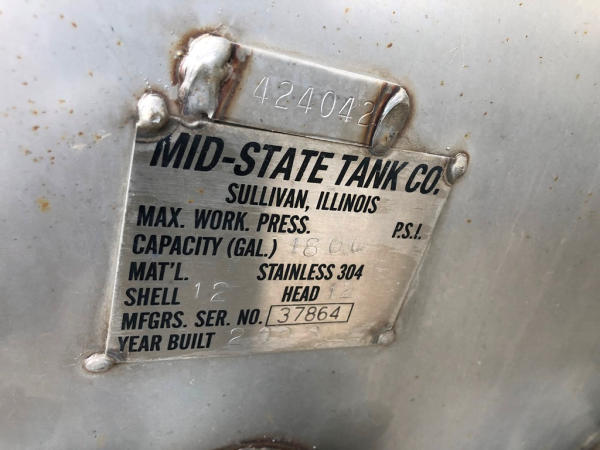 424042
MID-STATE TANK CO.
SULLIVAN, ILLINOIS
MAX. WORK. PRESS. P.S.I.
CAPACITY (GAL.) 1800
MAT'L. STAINLESS 304
SHELL 12 HEAD 12
MFGRS. SER. NO. 37864
YEAR BUILT